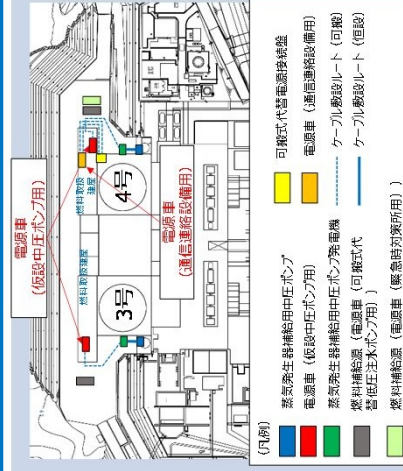 電源車
(仮設中圧ポンプ用)
燃料取扱
建屋
燃料取扱
建屋
3号
4号
電源車
(通信連絡設備用)
(凡例)
蒸気発生器補給用中圧ポンプ
電源車(仮設中圧ポンプ用)
蒸気発生器補給用中圧ポンプ発電機
燃料補給源(電源車(可搬式代
替低圧注水ポンプ用))
燃料補給源(電源車(緊急時対策所用))
可搬式代替電源接続盤
電源車(通信連絡設備用)
ケーブル敷設ルート(可搬)
ケーブル敷設ルート(恒設)